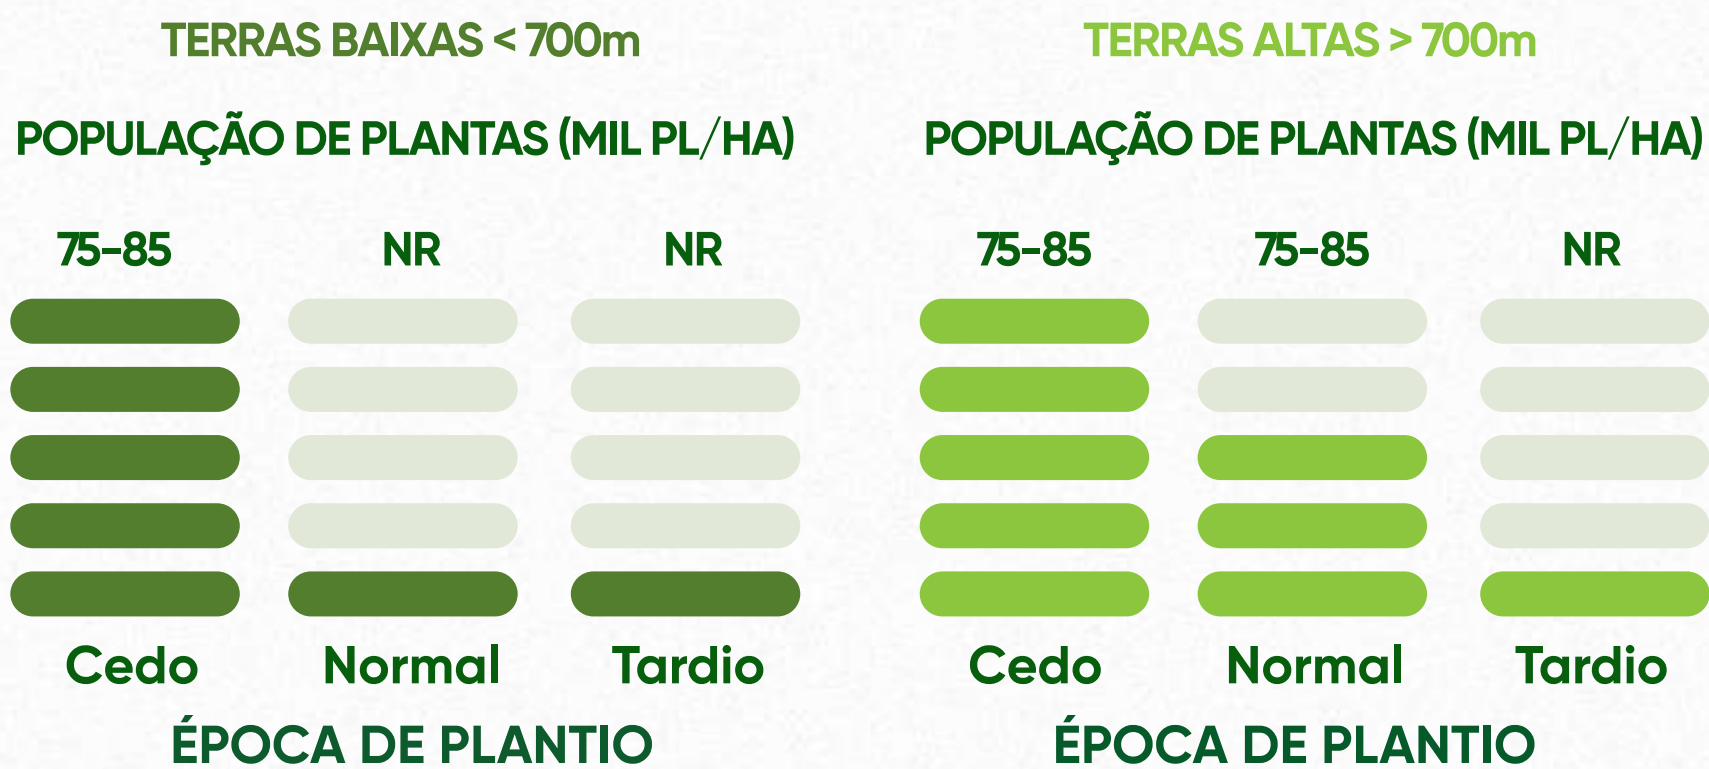 TERRAS BAIXAS < 700m
POPULAÇÃO DE PLANTAS (MIL PL/HA)
75-85 NR NR
Cedo Normal Tardio
ÉPOCA DE PLANTIO
TERRAS ALTAS > 700m
POPULAÇÃO DE PLANTAS (MIL PL/HA)
75-85 75-85 NR
Cedo Normal Tardio
ÉPOCA DE PLANTIO